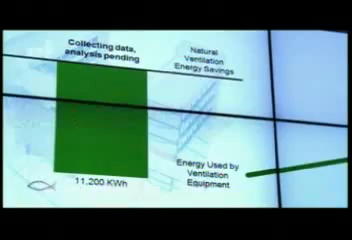 Collecting data,
analysis pending
Natural
Ventilation
Energy Savings
Energy Used by
Ventilation
Equipment
11,200 KWh